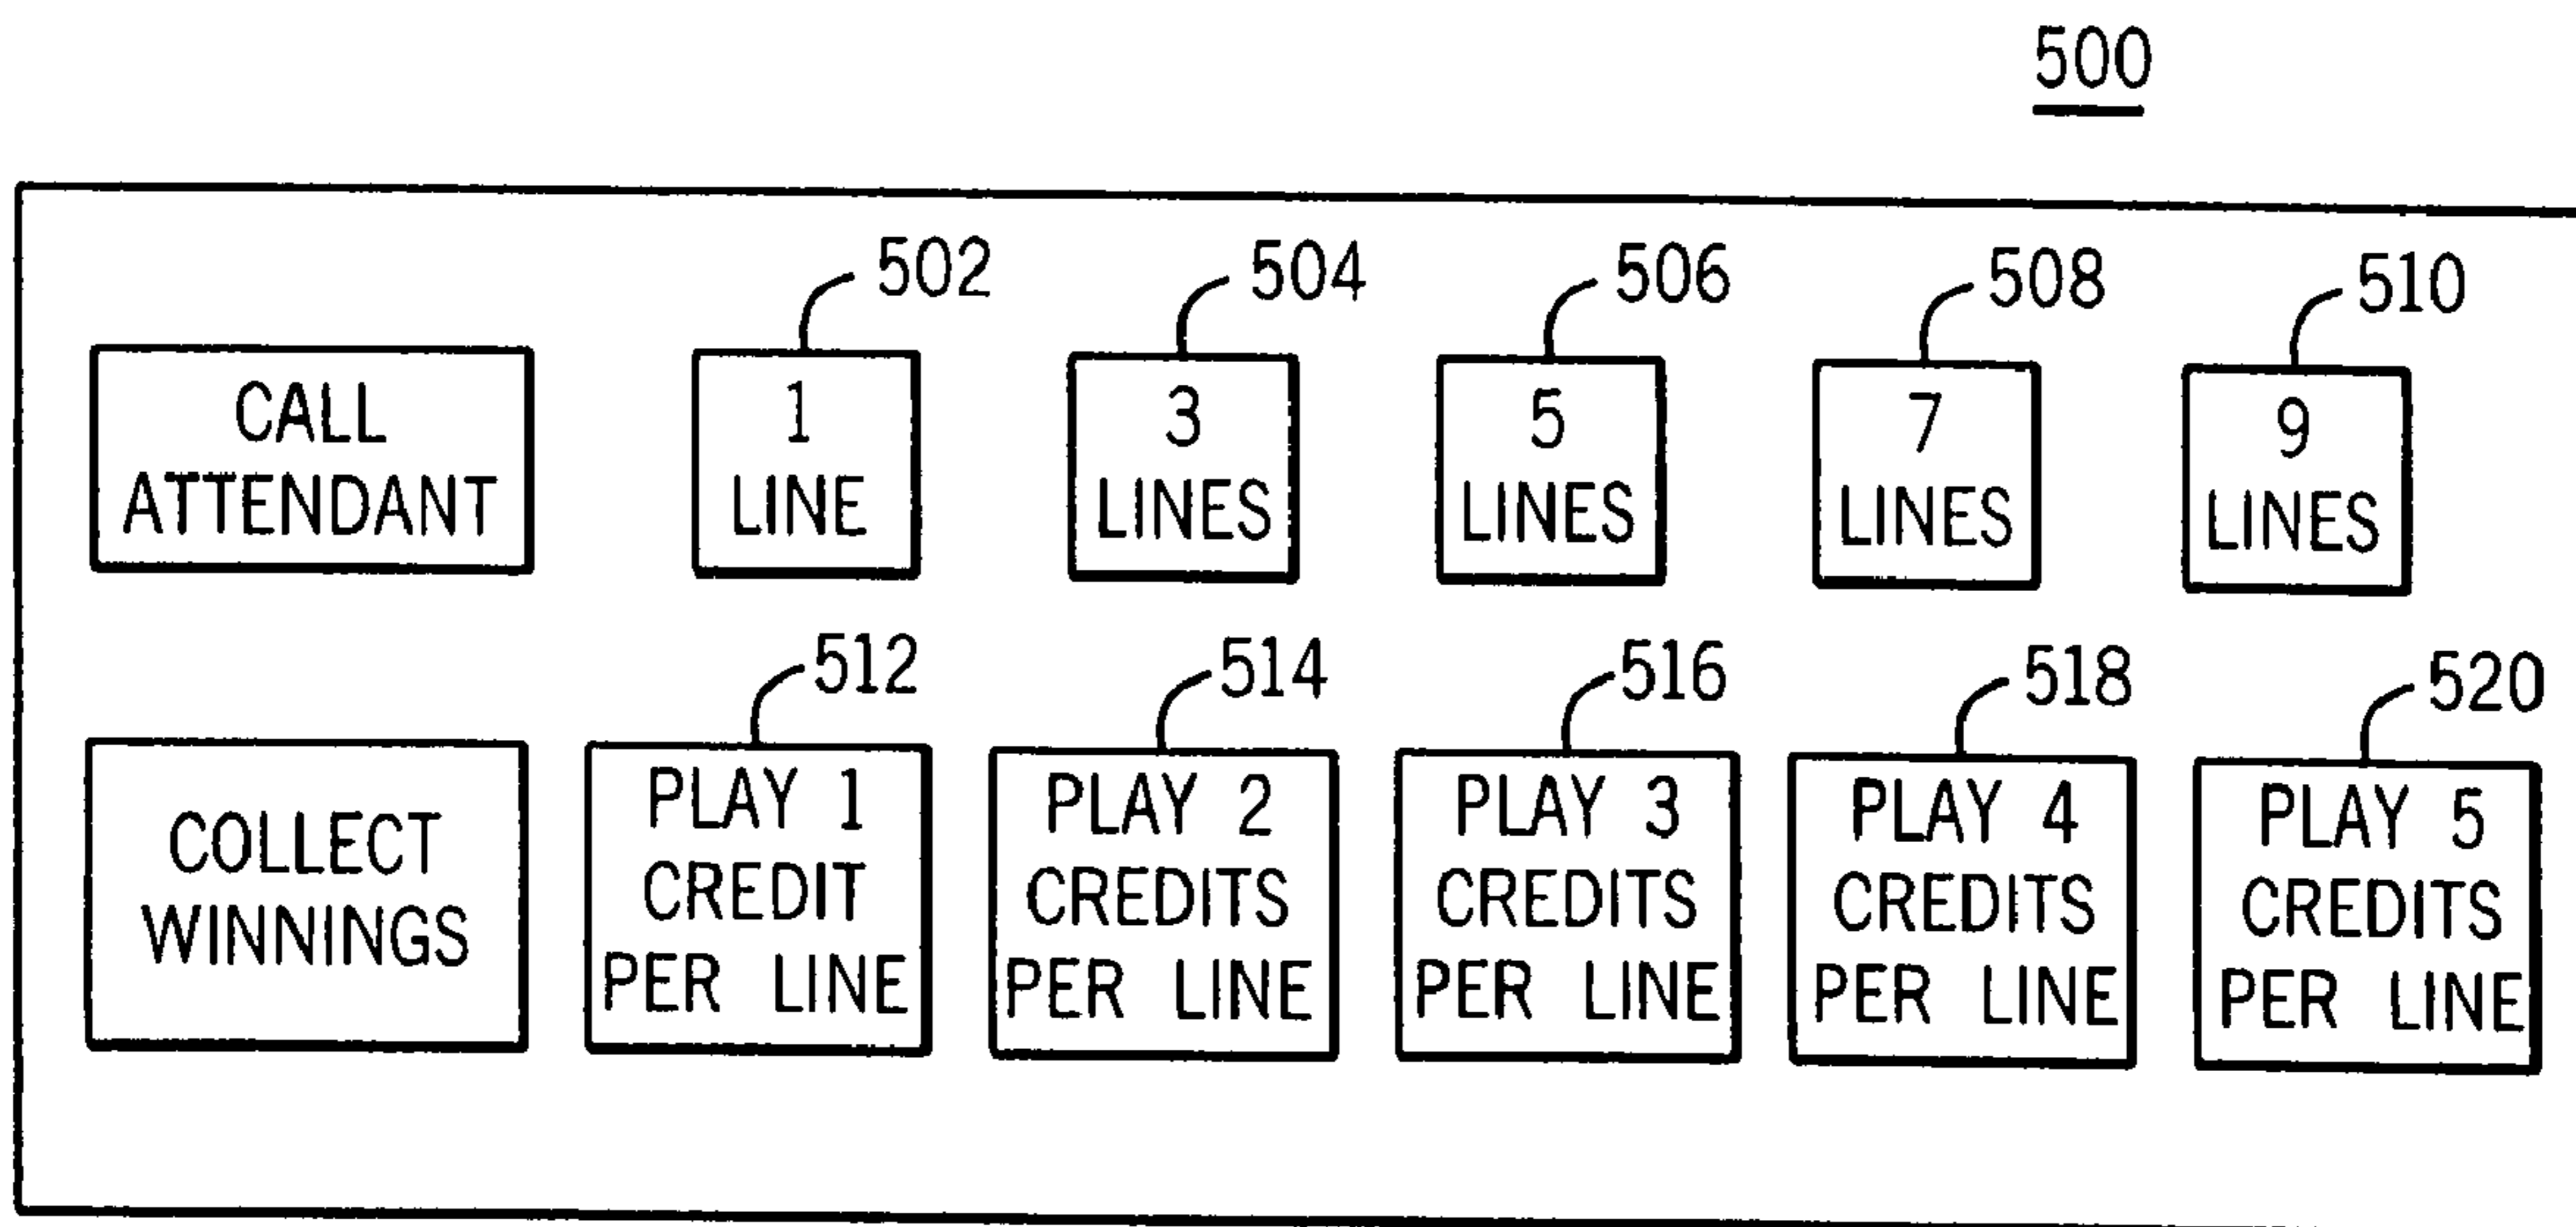 500
502
504
506
508
510
CALL
ATTENDANT
1
LINE
3
LINES
5
LINES
7
LINES
9
LINES
512
514
516
518
520
COLLECT
WINNINGS
PLAY 1
CREDIT
PER LINE
PLAY 2
CREDITS
PER LINE
PLAY 3
CREDITS
PER LINE
PLAY 4
CREDITS
PER LINE
PLAY 5
CREDITS
PER LINE